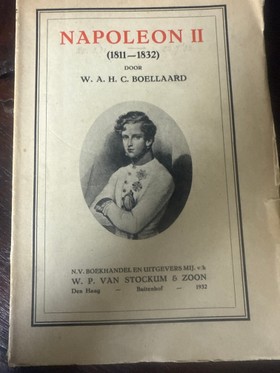 NAPOLEON II
(1811—1832)
DOOR
W. A. H. C. BOELLAARD
N.V. BOEKHANDEL EN UITGEVERS-MIJ. v/h
W. P. VAN STOCKUM & ZOON
Den Haag — Buitenhof — 1932